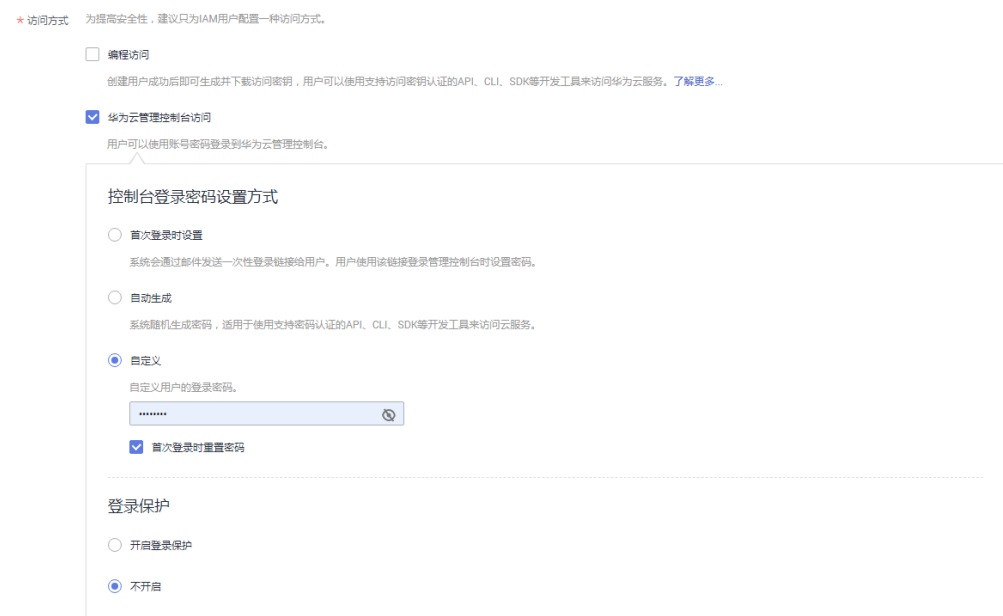 * 访问方式 为提高安全性，建议只为IAM用户配置一种访问方式。
编程访问
创建用户成功后即可生成并下载访问密钥，用户可以使用支持访问密钥认证的API、CLI、SDK等开发工具来访问华为云服务。了解更多...
华为云管理控制台访问
用户可以使用账号密码登录到华为云管理控制台。
控制台登录密码设置方式
首次登录时设置
系统会通过邮件发送一次性登录链接给用户。用户使用该链接登录管理控制台时设置密码。
自动生成
系统随机生成密码，适用于使用支持密码认证的API、CLI、SDK等开发工具来访问云服务。
自定义
自定义用户的登录密码。
••••••••
首次登录时重置密码
登录保护
开启登录保护
不开启